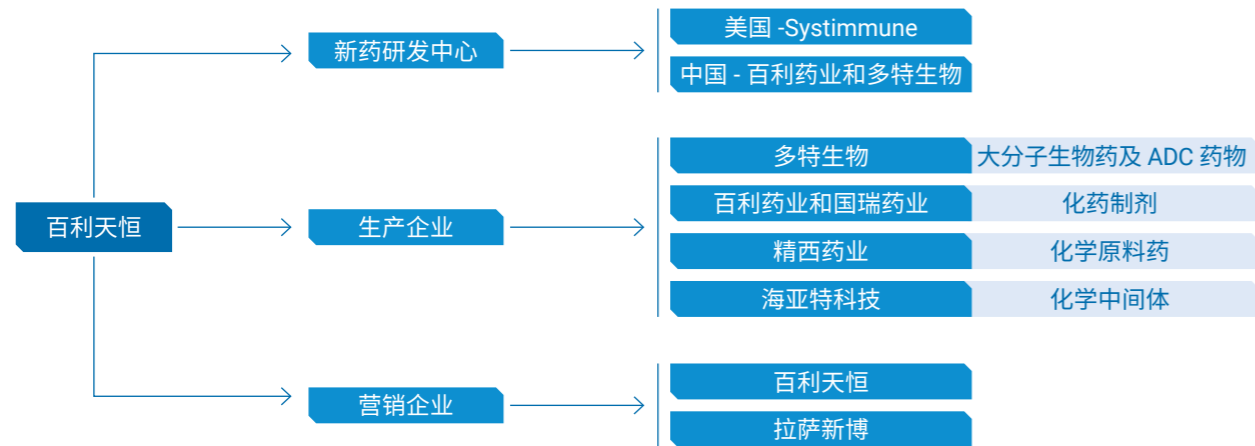 新药研发中心
美国 -Systimmune
中国 - 百利药业和多特生物
百利天恒
生产企业
多特生物 大分子生物药及 ADC 药物
百利药业和国瑞药业 化药制剂
精西药业 化学原料药
海亚特科技 化学中间体
营销企业
百利天恒
拉萨新博